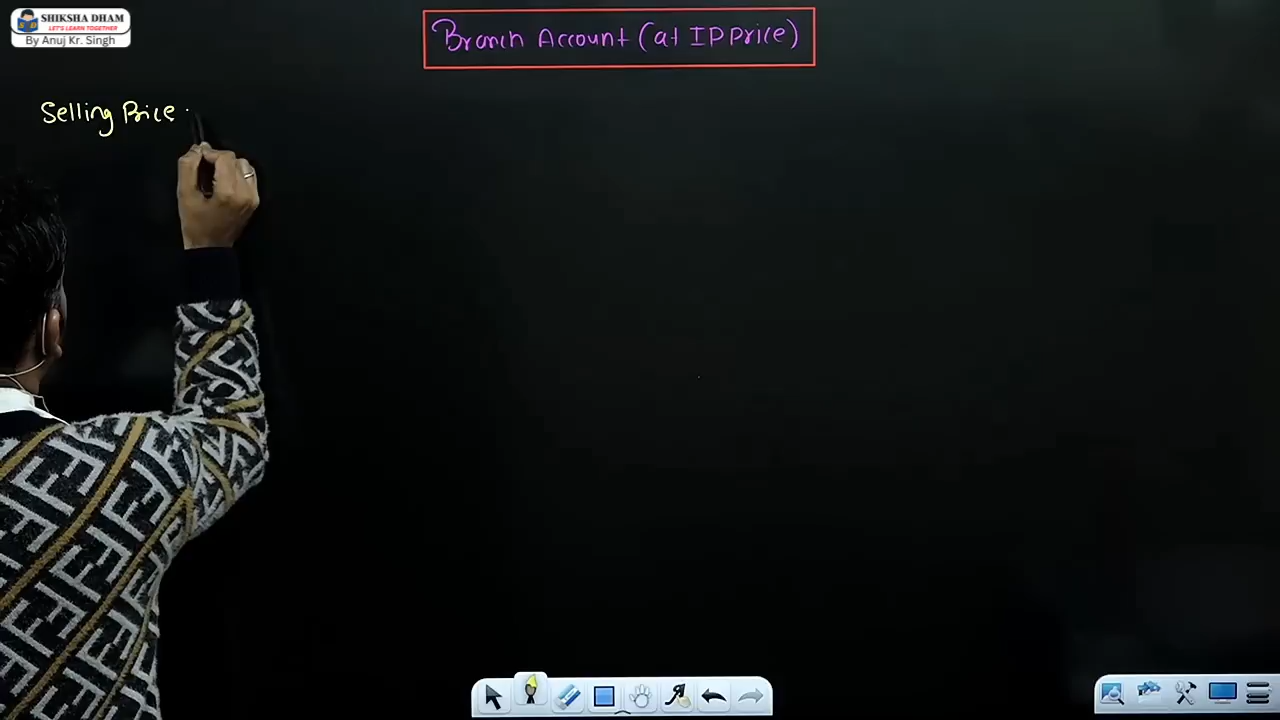 SHIKSHA DHAM
LET'S LEARN TOGETHER
By Anuj Kr. Singh
Branch Account (at IP Price)
Selling Price